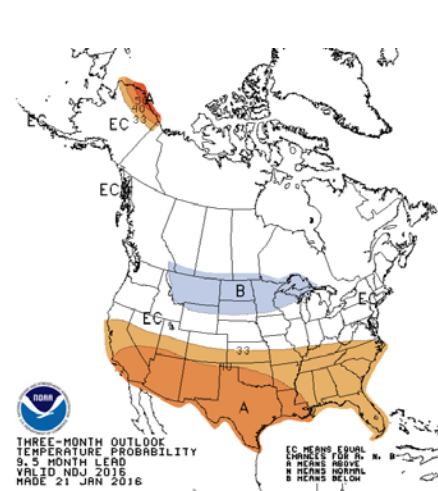 A
50
40
33
EC
EC
EC
B
EC
EC
33
40
A
NOAA
THREE-MONTH OUTLOOK
TEMPERATURE PROBABILITY
9.5 MONTH LEAD
VALID NDJ 2016
MADE 21 JAN 2016
EC MEANS EQUAL
CHANCES FOR A, N, B
A MEANS ABOVE
N MEANS NORMAL
B MEANS BELOW